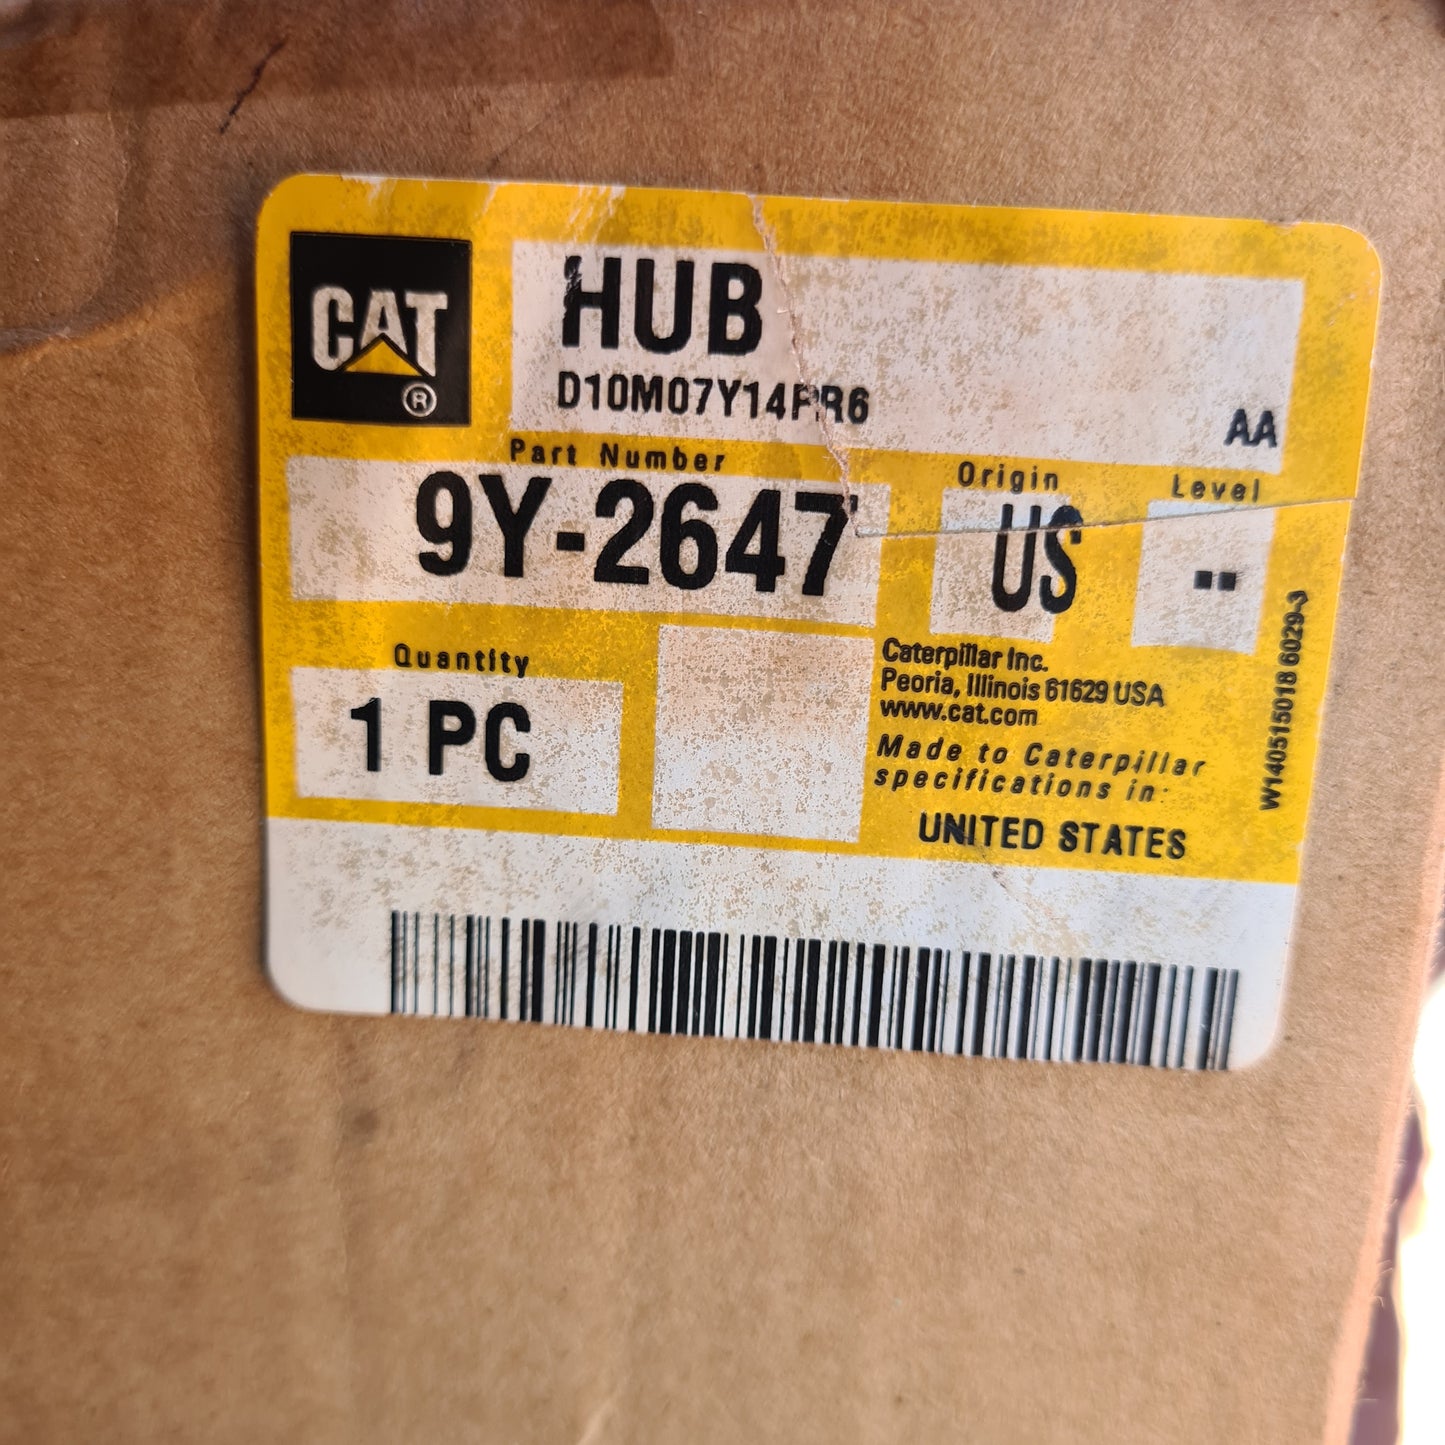 CAT
®
HUB
D10M07Y14PR6
AA
Part Number
9Y-2647
Origin
US
Level
--
Quantity
1 PC
Caterpillar Inc.
Peoria, Illinois 61629 USA
www.cat.com
Made to Caterpillar
specifications in:
UNITED STATES
W140515018 6029-3